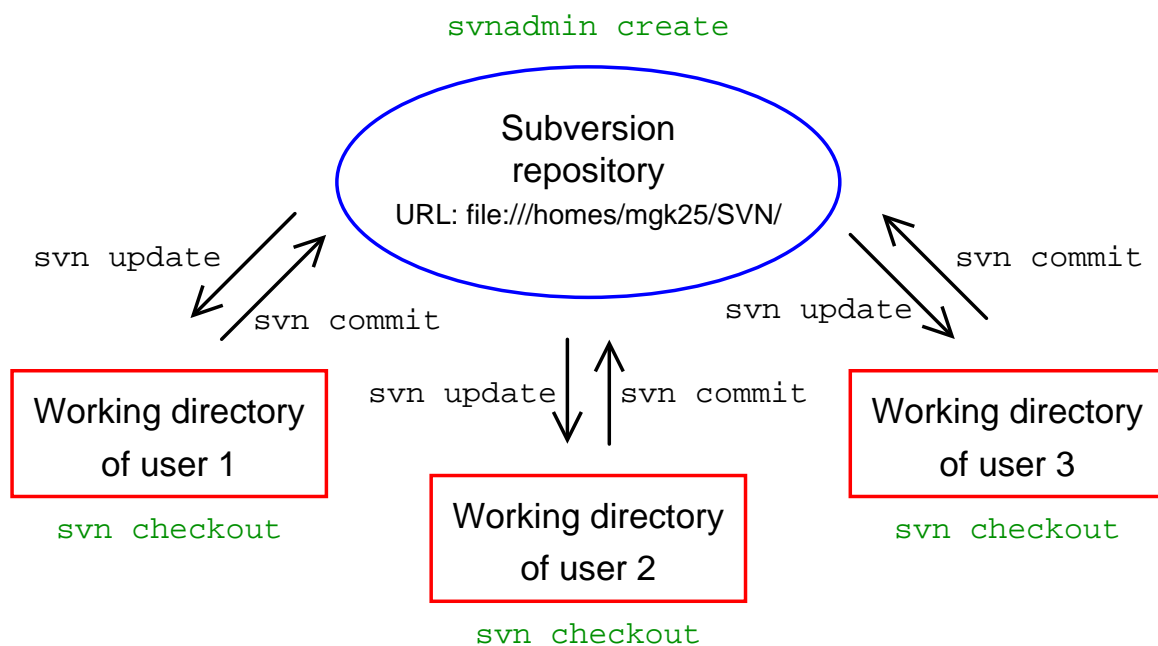 svnadmin create
Subversion
repository
URL: file:///homes/mgk25/SVN/
svn update
svn commit
svn commit
svn update
svn update
svn commit
Working directory
of user 1
svn checkout
Working directory
of user 2
svn checkout
Working directory
of user 3
svn checkout